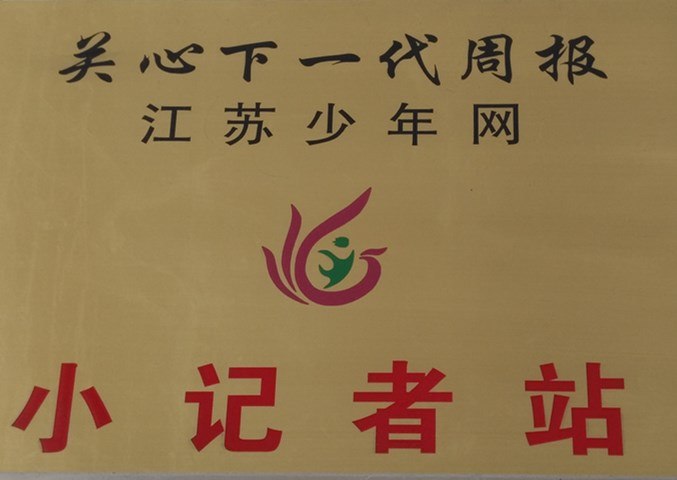 关心下一代周报
江苏少年网
小记者站